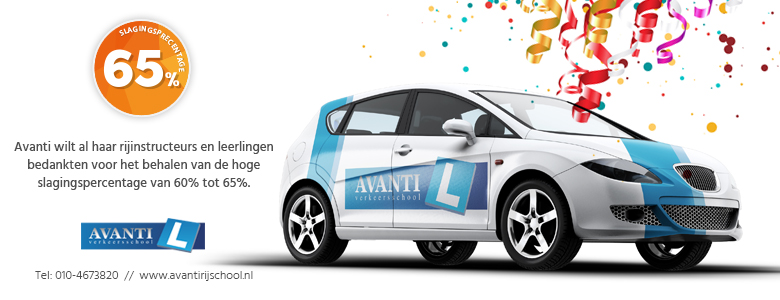 SLAGINGSPRECENTAGE
65%
Avanti wilt al haar rijinstructeurs en leerlingen
bedankten voor het behalen van de hoge
slagingspercentage van 60% tot 65%.
AVANTI L
verkeersschool
AVANTI L
verkeersschool
Tel: 010-4673820 // www.avantirijschool.nl